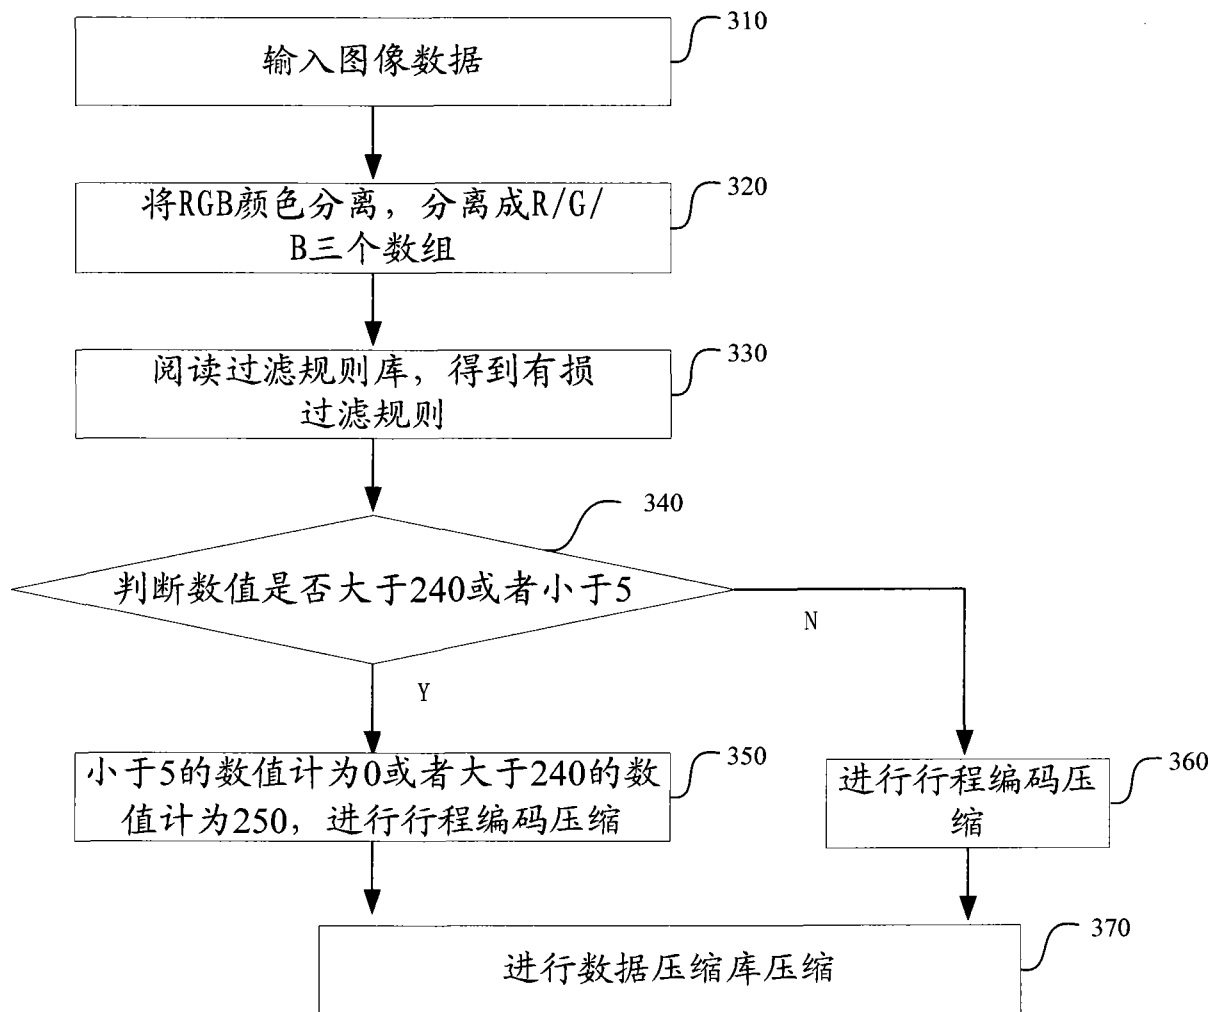 310
输入图像数据
320
将RGB颜色分离，分离成R/G/
B三个数组
330
阅读过滤规则库，得到有损
过滤规则
340
判断数值是否大于240或者小于5
N
Y
350
小于5的数值计为0或者大于240的数
值计为250，进行行程编码压缩
360
进行行程编码压
缩
370
进行数据压缩库压缩